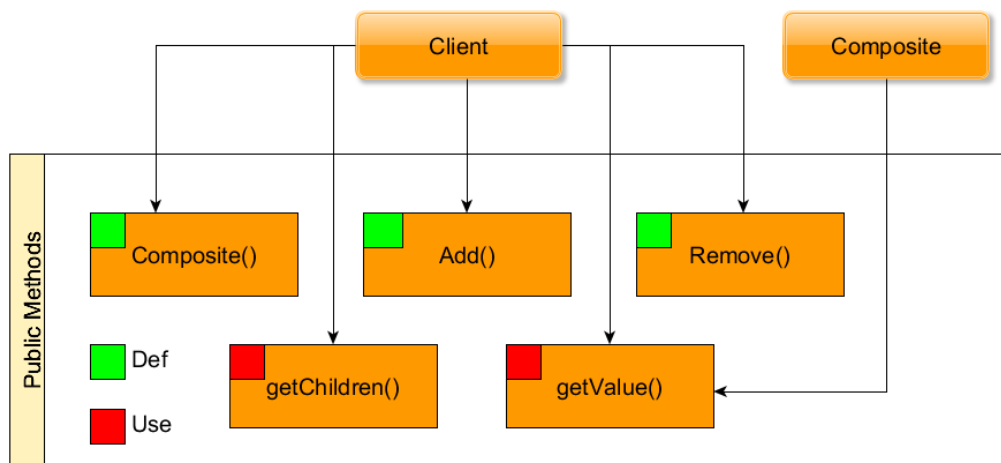 Client
Composite
Public Methods
Composite()
Add()
Remove()
Def
getChildren()
getValue()
Use